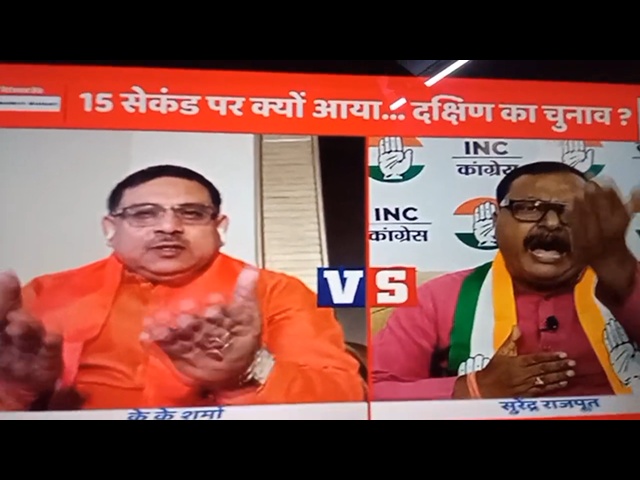 15 सेकंड पर क्यों आया... दक्षिण का चुनाव ?
INC
कांग्रेस
INC
कांग्रेस
VS
के के शर्मा
सुरेंद्र राजपूत